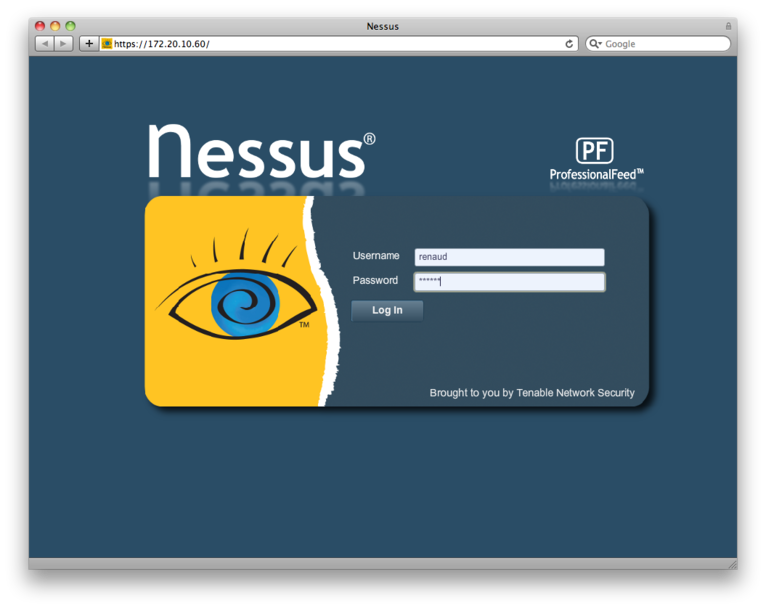 Nessus
https://172.20.10.60/
Google
Nessus®
PF
ProfessionalFeed™
Username
renaud
Password
******
Log In
TM
Brought to you by Tenable Network Security